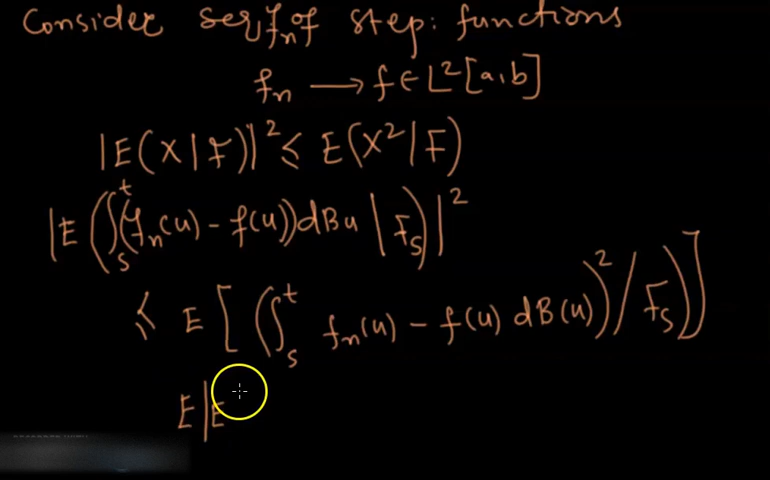 Consider seq fn of step functions
fn → f ∈ L²[a,b]
|E(X|F)|² ≤ E(X²|F)
|E(∫ₛᵗ(fn(u) - f(u))dBu | Fs)|²
≤ E[(∫ₛᵗ fn(u) - f(u) dB(u))²/Fs)]
E|E